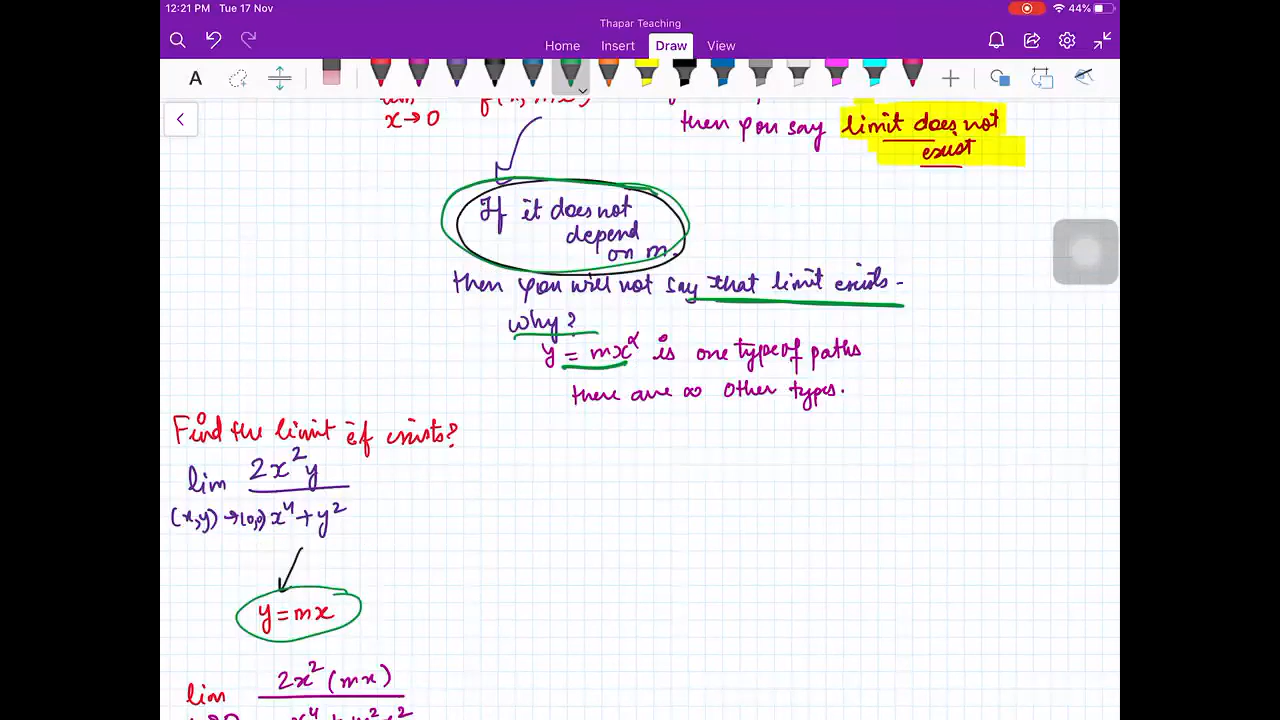 12:21 PM Tue 17 Nov
44%
Thapar Teaching
Home Insert Draw View
A
x→0
then you say limit does not
exist
If it does not
depend
on m.
then you will not say that limit exists -
Why?
y = mx^α is one type of paths
there are ∞ other types.
Find the limit if exists?
lim 2x²y
(x,y)→(0,0) x⁴+y²
y=mx
lim 2x²(mx)